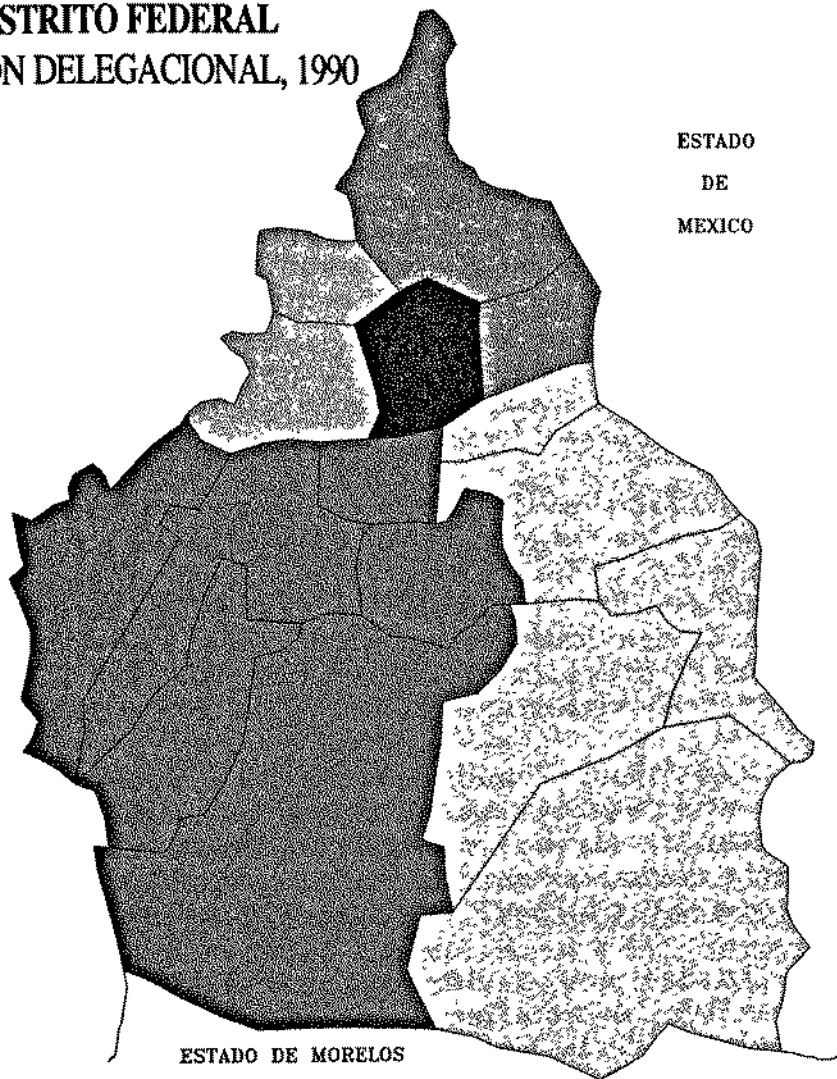 STRITO FEDERAL
ON DELEGACIONAL, 1990
ESTADO
DE
MEXICO
ESTADO DE MORELOS